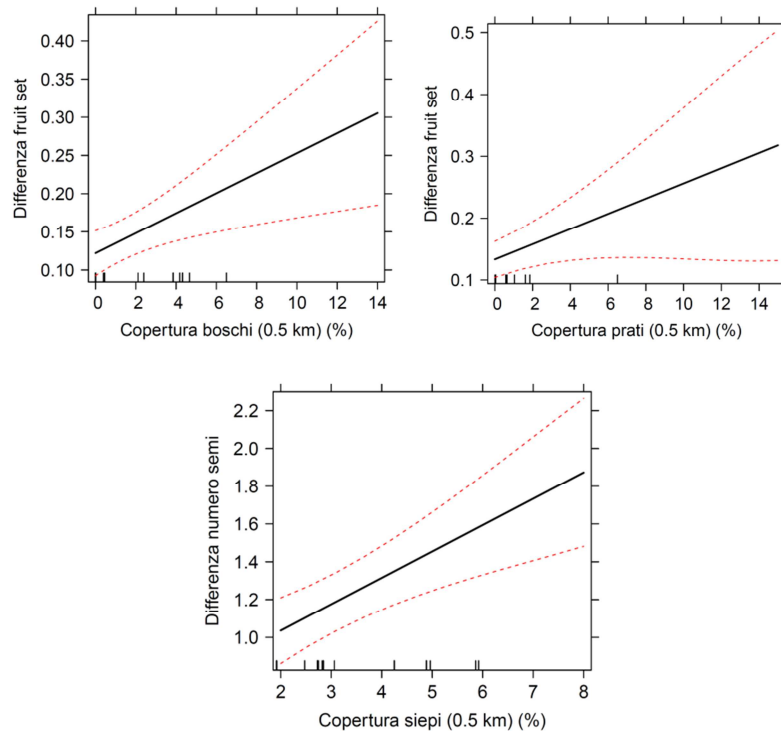 Differenza fruit set
0.40
0.35
0.30
0.25
0.20
0.15
0.10
0 2 4 6 8 10 12 14
Copertura boschi (0.5 km) (%)
Differenza fruit set
0.5
0.4
0.3
0.2
0.1
0 2 4 6 8 10 12 14
Copertura prati (0.5 km) (%)
Differenza numero semi
2.2
2.0
1.8
1.6
1.4
1.2
1.0
2 3 4 5 6 7 8
Copertura siepi (0.5 km) (%)